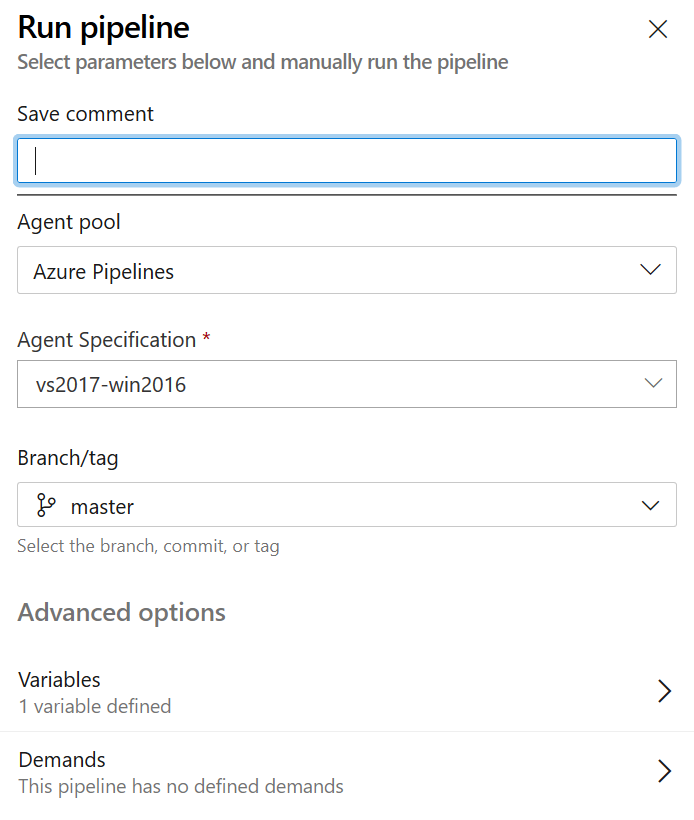 Run pipeline
Select parameters below and manually run the pipeline
Save comment
Agent pool
Azure Pipelines
Agent Specification *
vs2017-win2016
Branch/tag
master
Select the branch, commit, or tag
Advanced options
Variables
1 variable defined
Demands
This pipeline has no defined demands